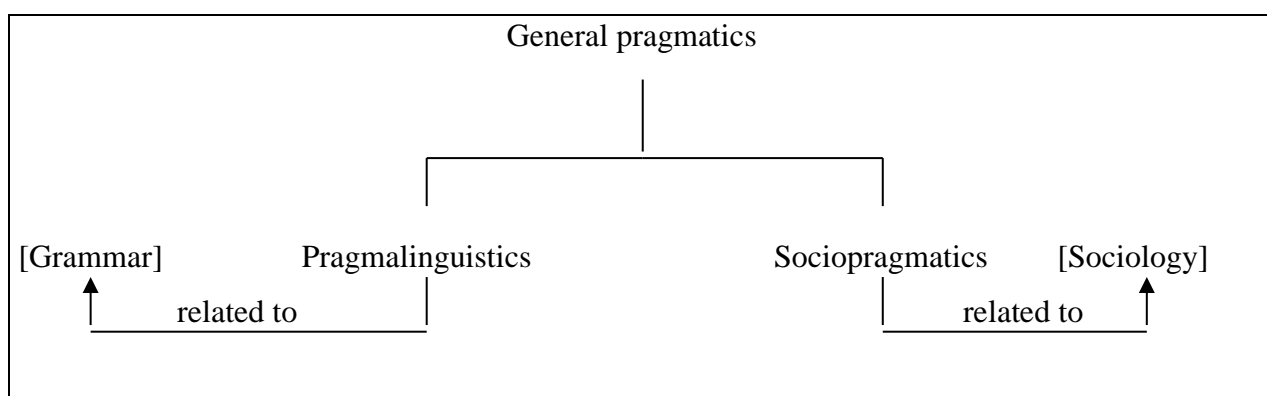 General pragmatics
[Grammar] Pragmalinguistics Sociopragmatics [Sociology]
related to related to